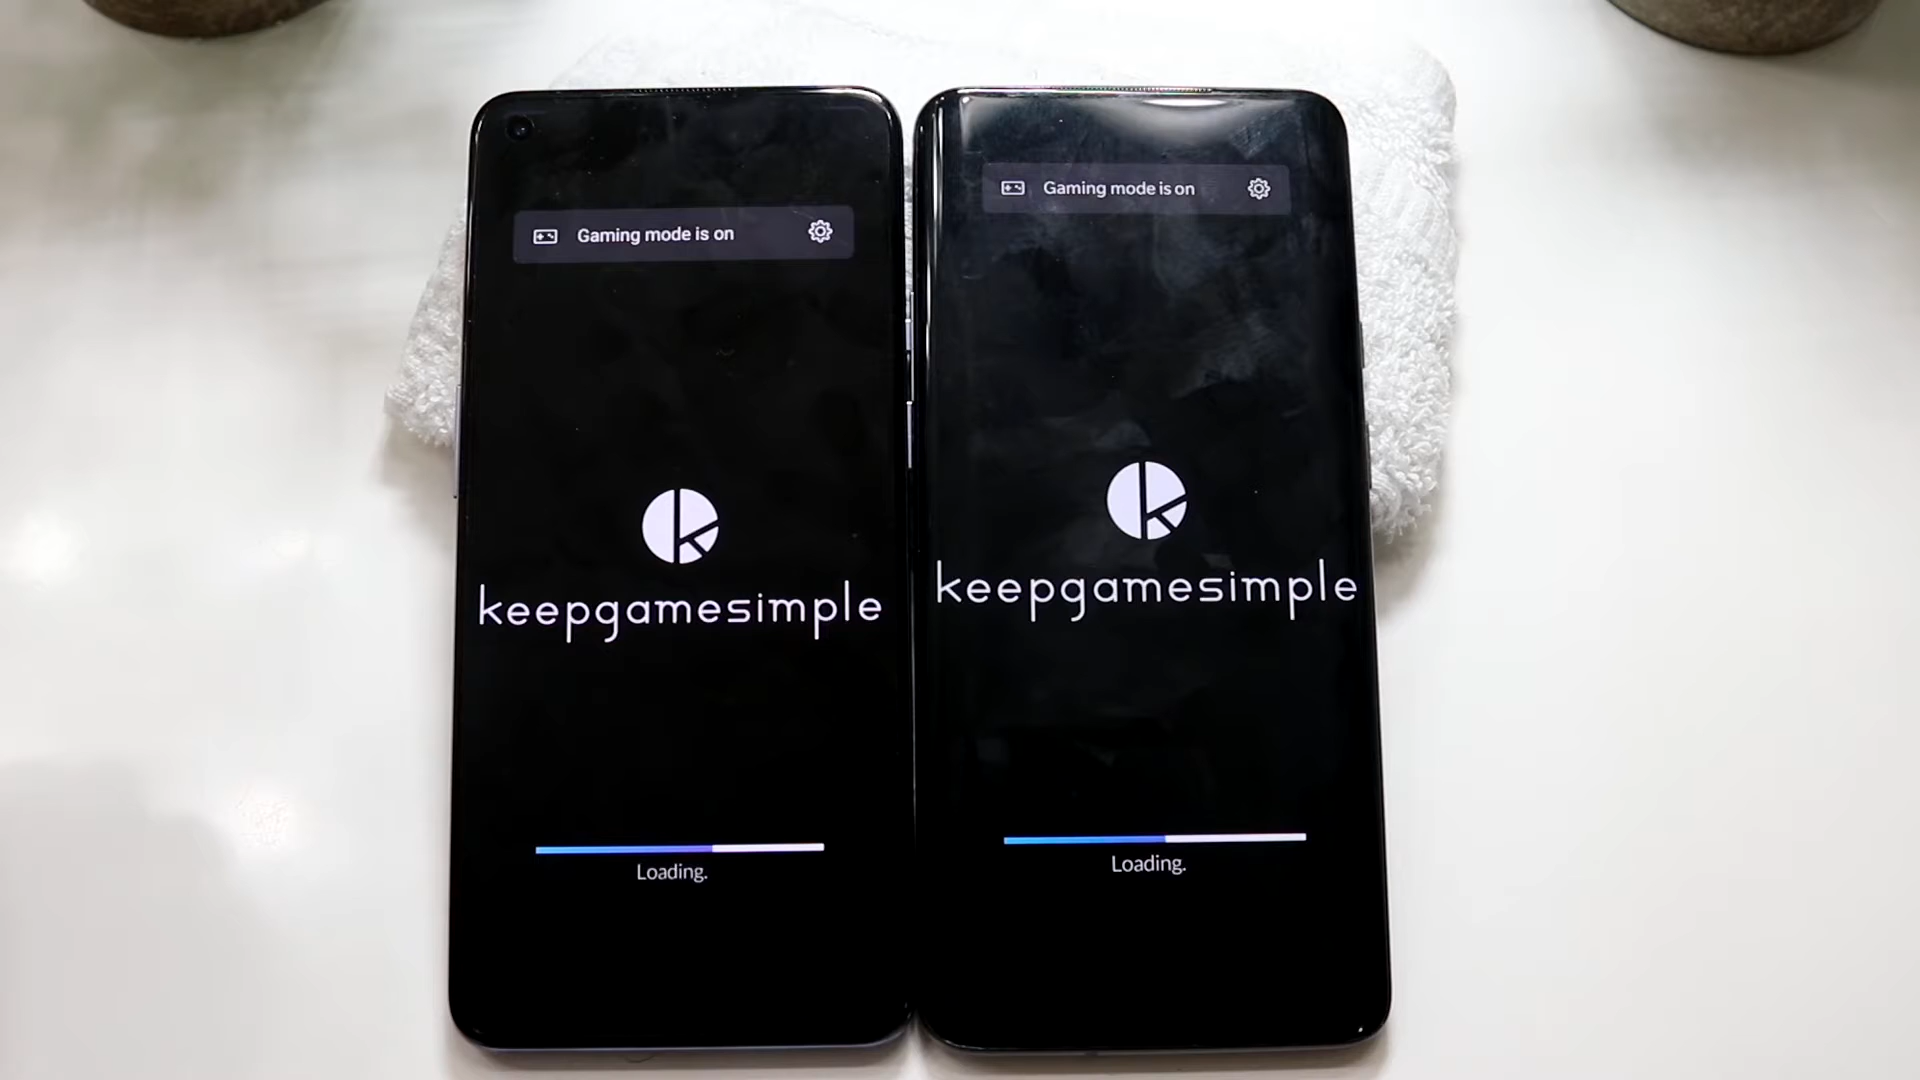 Gaming mode is on
keepgamesimple
Loading.
Gaming mode is on
keepgamesimple
Loading.